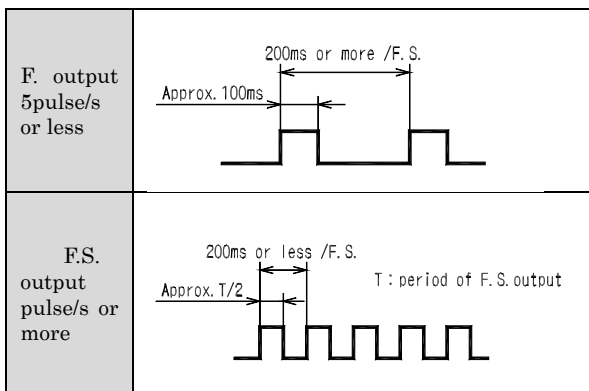 F. output
5pulse/s
or less
200ms or more /F.S.
Approx.100ms
F.S.
output
pulse/s or
more
200ms or less /F.S.
Approx.T/2
T：period of F.S.output